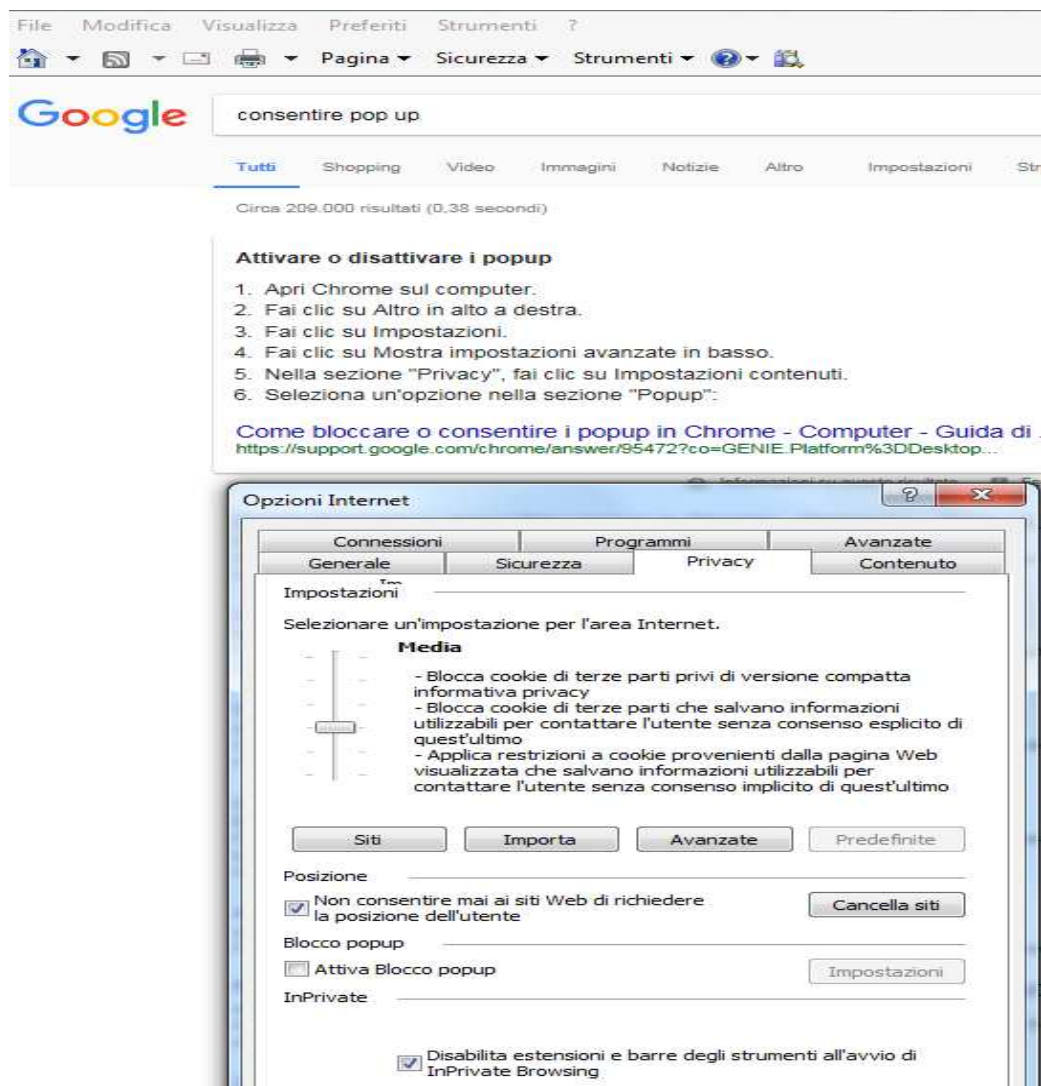 File Modifica Visualizza Preferiti Strumenti ?
Pagina Sicurezza Strumenti
Google consentire pop up
Tutti Shopping Video Immagini Notizie Altro Impostazioni Str
Circa 209.000 risultati (0,38 secondi)
Attivare o disattivare i popup
1. Apri Chrome sul computer.
2. Fai clic su Altro in alto a destra.
3. Fai clic su Impostazioni.
4. Fai clic su Mostra impostazioni avanzate in basso.
5. Nella sezione "Privacy", fai clic su Impostazioni contenuti.
6. Seleziona un'opzione nella sezione "Popup":
Come bloccare o consentire i popup in Chrome - Computer - Guida di .
https://support.google.com/chrome/answer/95472?co=GENIE.Platform%3DDesktop...
Opzioni Internet
Connessioni Programmi Avanzate
Generale Sicurezza Privacy Contenuto
Impostazioni
Selezionare un'impostazione per l'area Internet.
Media
- Blocca cookie di terze parti privi di versione compatta
informativa privacy
- Blocca cookie di terze parti che salvano informazioni
utilizzabili per contattare l'utente senza consenso esplicito di
quest'ultimo
- Applica restrizioni a cookie provenienti dalla pagina Web
visualizzata che salvano informazioni utilizzabili per
contattare l'utente senza consenso implicito di quest'ultimo
Siti Importa Avanzate Predefinite
Posizione
Non consentire mai ai siti Web di richiedere
la posizione dell'utente
Cancella siti
Blocco popup
Attiva Blocco popup Impostazioni
InPrivate
Disabilita estensioni e barre degli strumenti all'avvio di
InPrivate Browsing